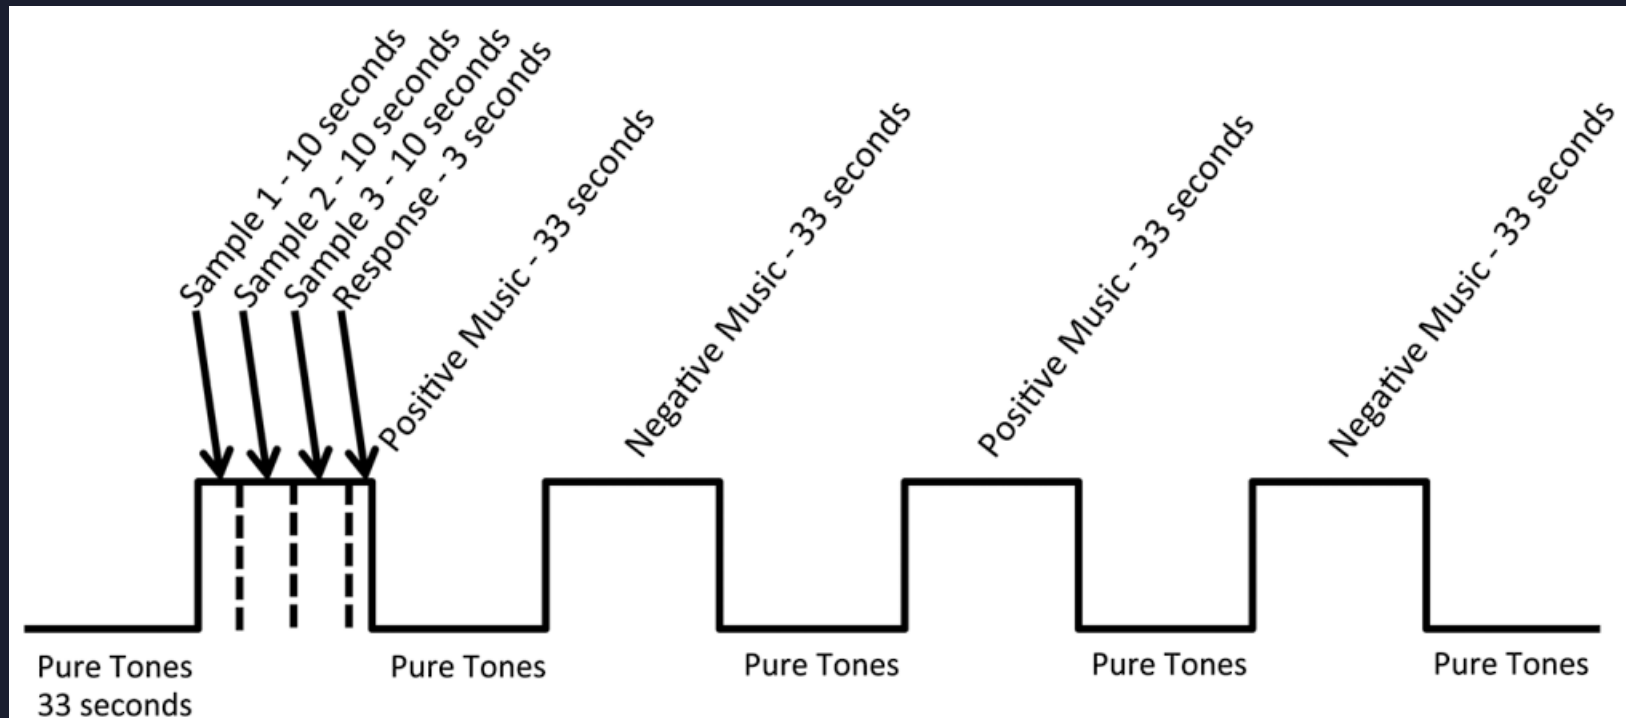 Sample 1 - 10 seconds
Sample 2 - 10 seconds
Sample 3 - 10 seconds
Response - 3 seconds
Positive Music - 33 seconds
Negative Music - 33 seconds
Positive Music - 33 seconds
Negative Music - 33 seconds
Pure Tones
33 seconds
Pure Tones
Pure Tones
Pure Tones
Pure Tones